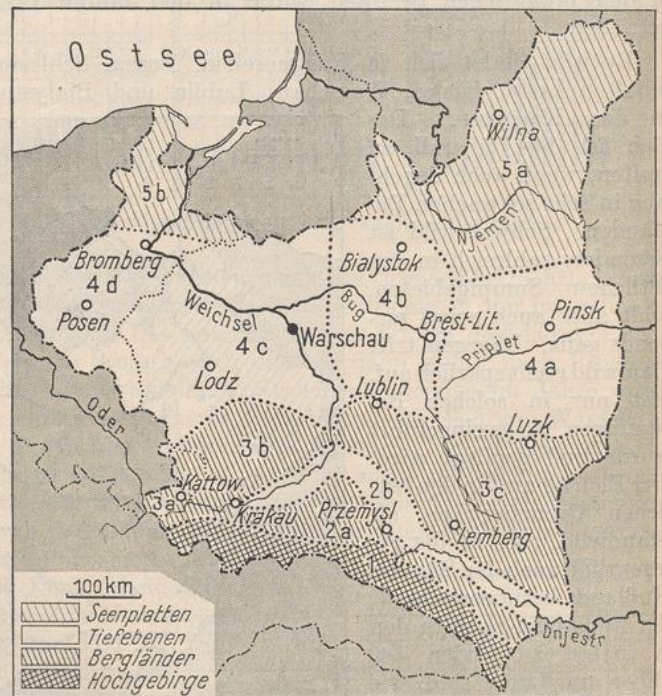 Ostsee
Wilna
5a
5b
Njemen
Bromberg
4d
Posen
Bialystok
4b
Weichsel
Bug
Warschau
Brest-Lit.
Pinsk
Pripjet
4a
4c
Lodz
Oder
Lublin
Luzk
3b
3a
Kattow.
Krakau
2b
Przemysl
2a
3c
Lemberg
1
Dnjestr
100km
Seenplatten
Tiefebenen
Bergländer
Hochgebirge